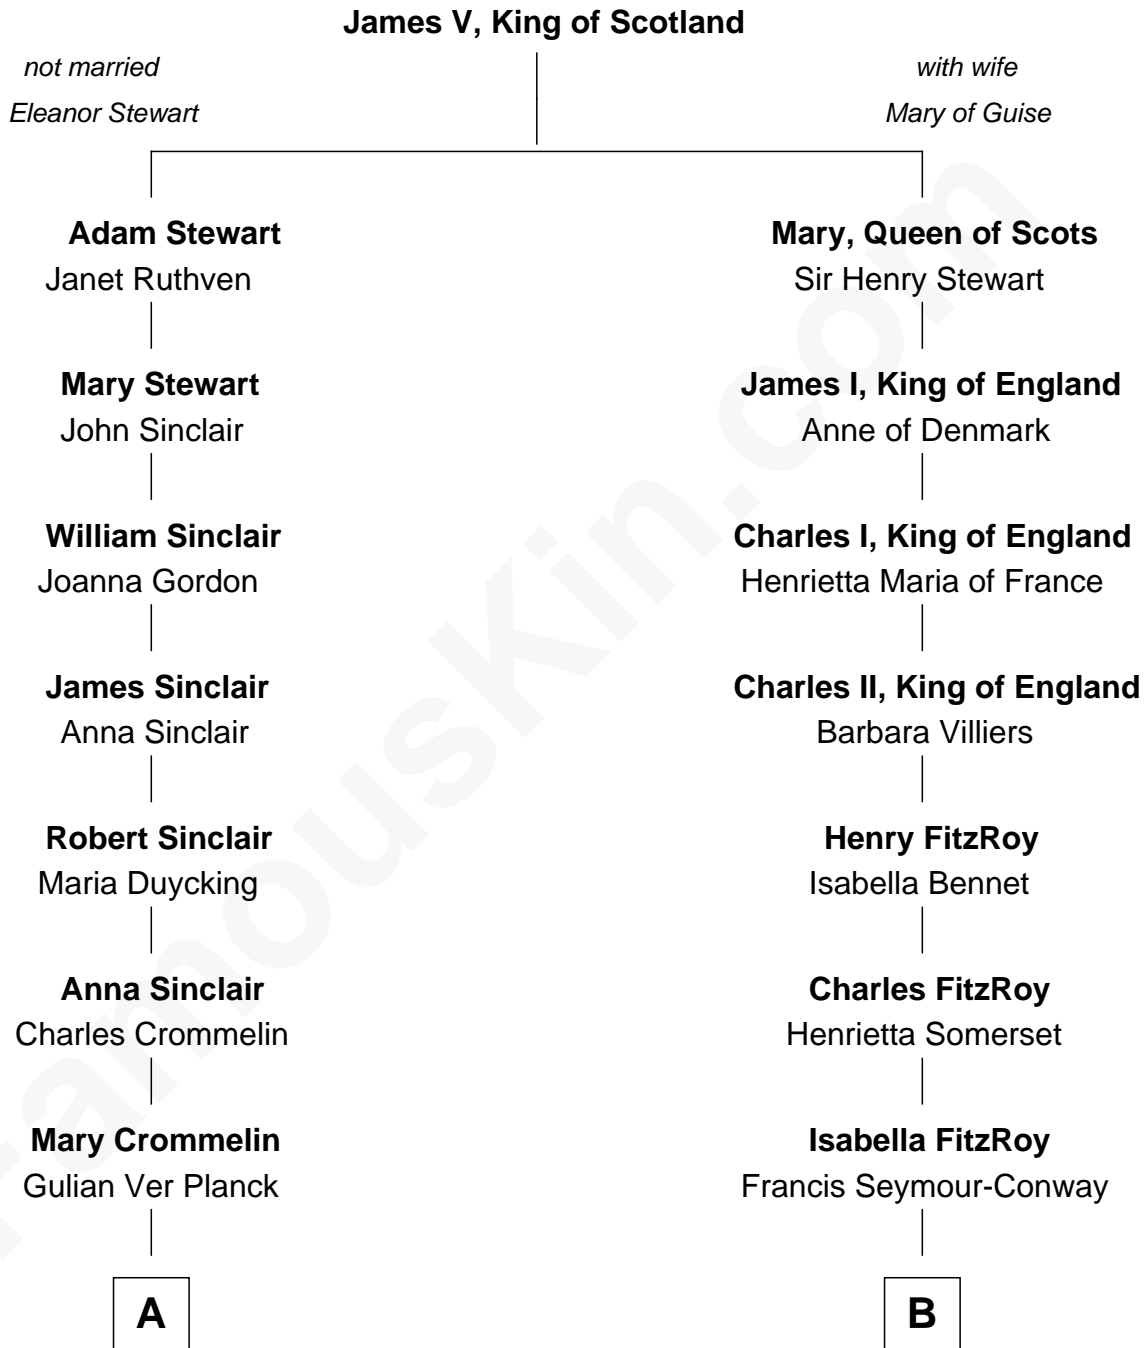 James V, King of Scotland
not married
Eleanor Stewart
with wife
Mary of Guise
Adam Stewart
Janet Ruthven
Mary, Queen of Scots
Sir Henry Stewart
Mary Stewart
John Sinclair
James I, King of England
Anne of Denmark
William Sinclair
Joanna Gordon
Charles I, King of England
Henrietta Maria of France
James Sinclair
Anna Sinclair
Charles II, King of England
Barbara Villiers
Robert Sinclair
Maria Duycking
Henry FitzRoy
Isabella Bennet
Anna Sinclair
Charles Crommelin
Charles FitzRoy
Henrietta Somerset
Mary Crommelin
Gulian Ver Planck
Isabella FitzRoy
Francis Seymour-Conway
A
B
FamousKin.com